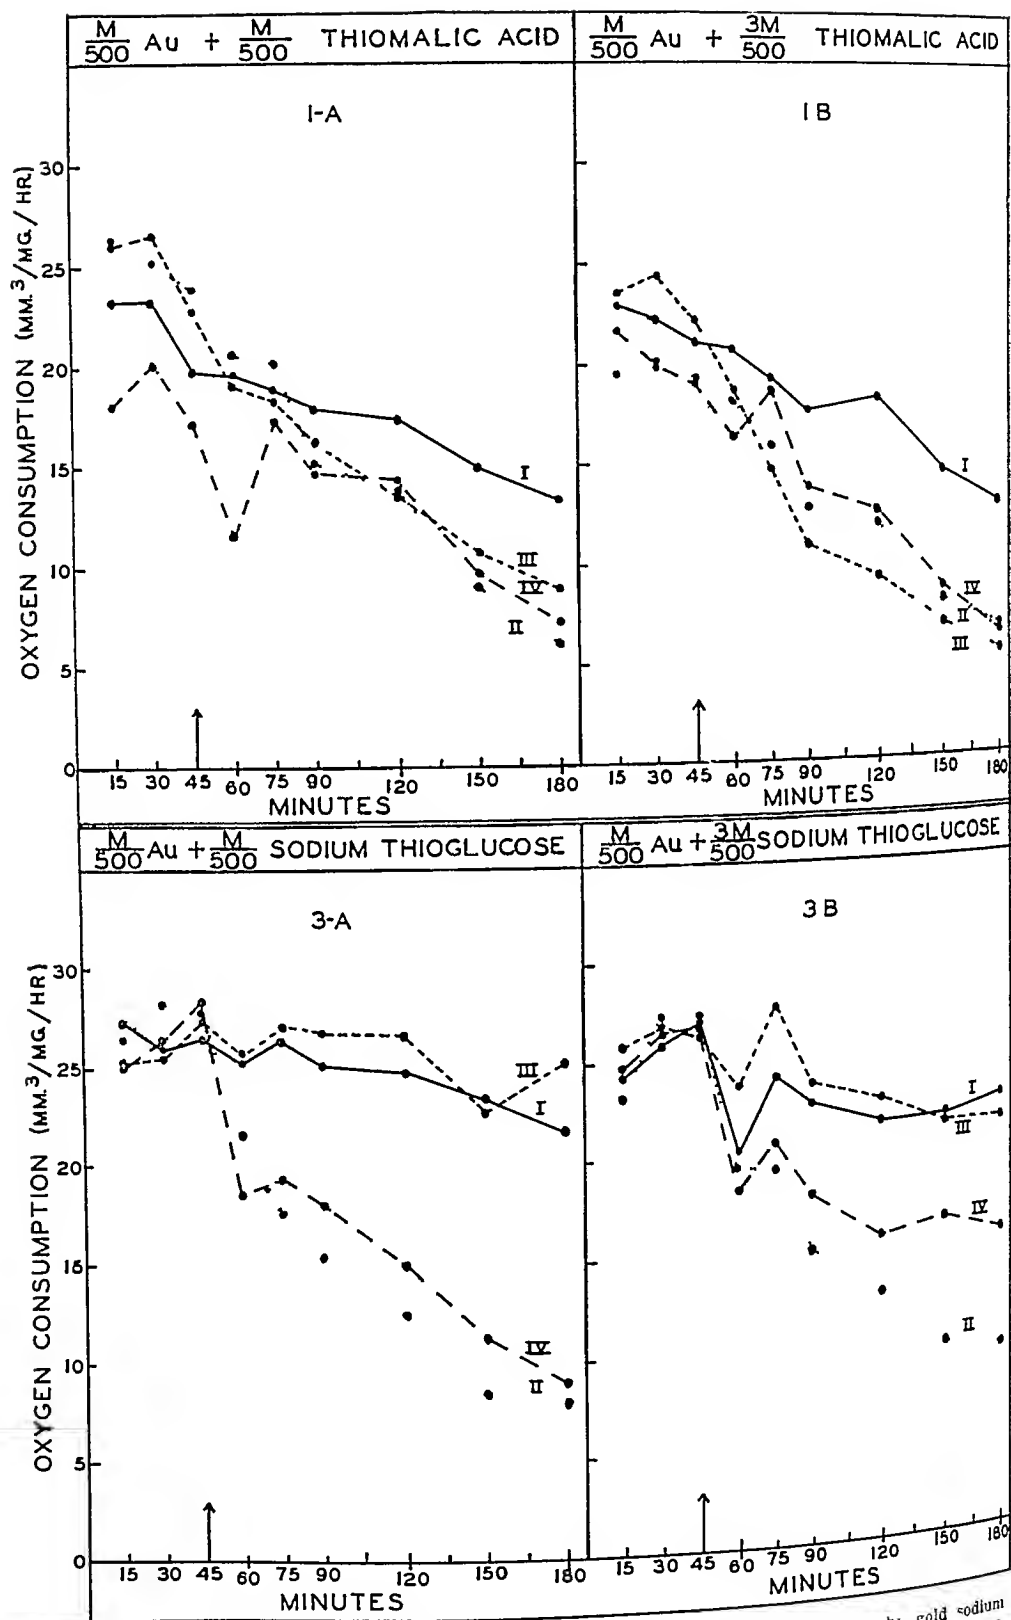 M/500 Au + M/500 THIOMALIC ACID
M/500 Au + 3M/500 THIOMALIC ACID
1-A
1B
OXYGEN CONSUMPTION (MM.³/MG./HR)
30
25
20
15
10
5
0
I
III
IV
II
I
IV
II
III
15 30 45 60 75 90 120 150 180
MINUTES
15 30 45 60 75 90 120 150 180
MINUTES
M/500 Au + M/500 SODIUM THIOGLUCOSE
M/500 Au + 3M/500 SODIUM THIOGLUCOSE
3-A
3B
OXYGEN CONSUMPTION (MM.³/MG/HR)
30
25
20
15
10
5
0
III
I
IV
II
I
III
IV
II
15 30 45 60 75 90 120 150 180
MINUTES
15 30 45 60 75 90 120 150 180
MINUTES
gold sodium